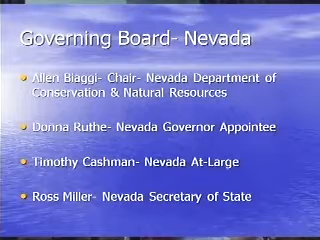 Governing Board- Nevada
Allen Biaggi- Chair- Nevada Department of
Conservation & Natural Resources
Donna Ruthe- Nevada Governor Appointee
Timothy Cashman- Nevada At-Large
Ross Miller- Nevada Secretary of State